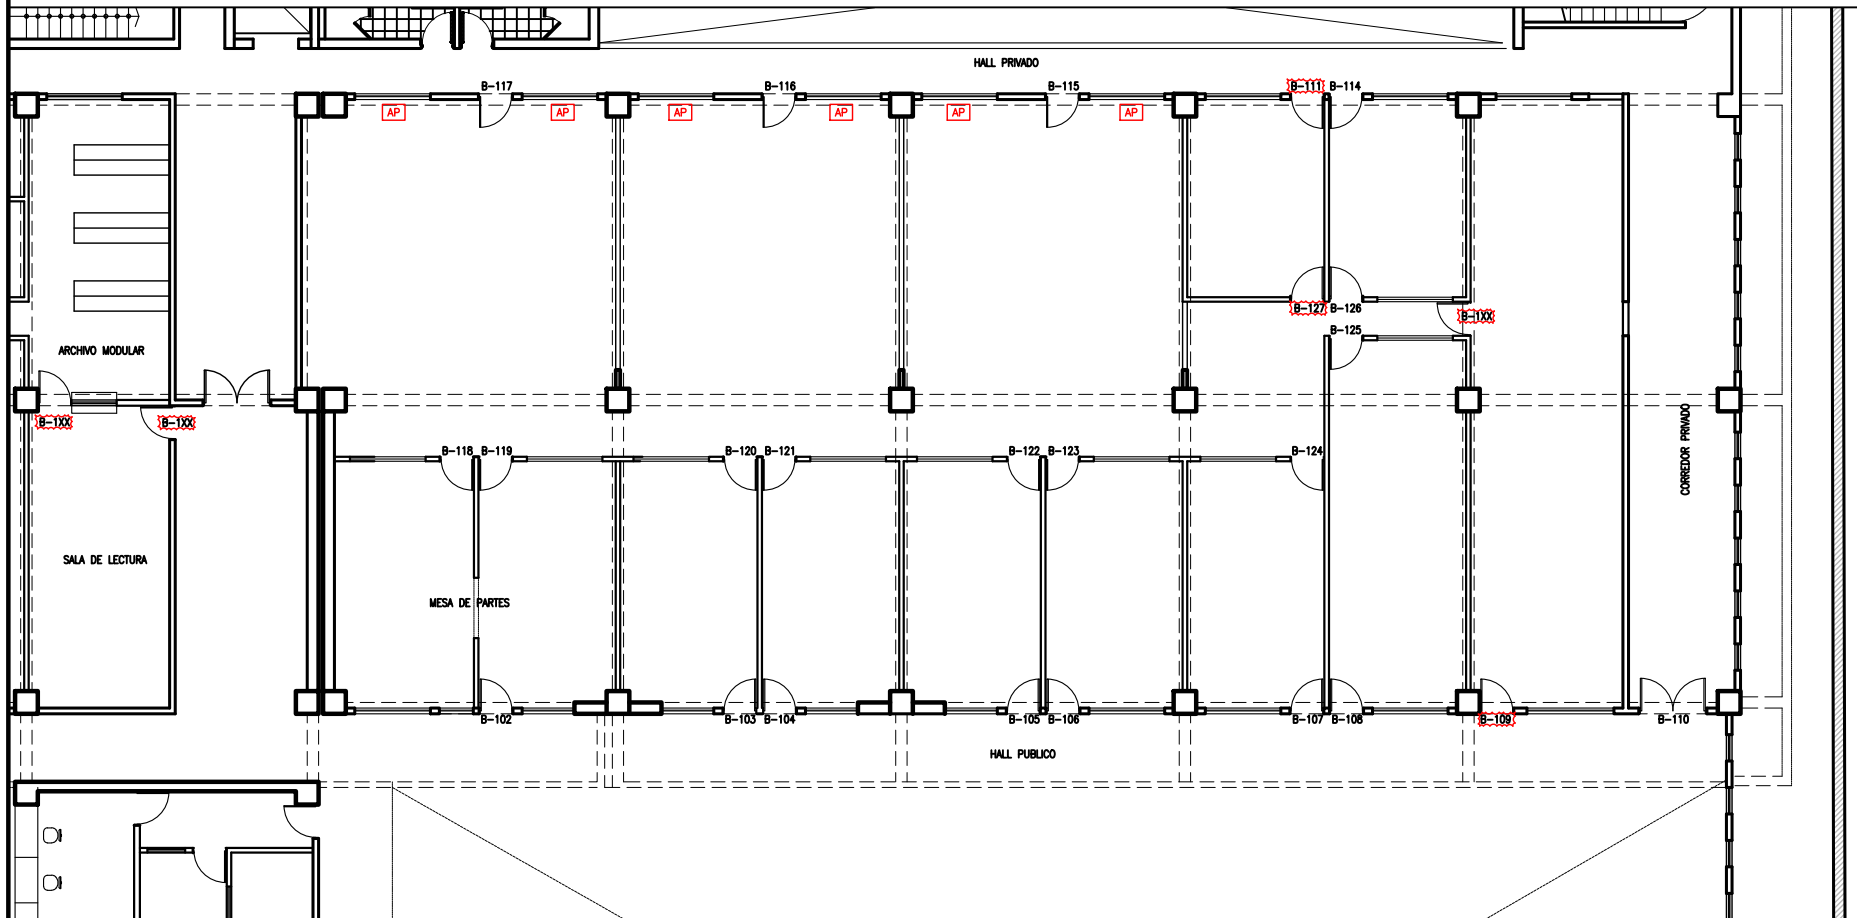 HALL PRIVADO
B-117
B-116
B-115
B-111
B-114
AP
AP
AP
AP
AP
AP
B-127
B-126
B-1XX
B-125
ARCHIVO MODULAR
B-1XX
B-1XX
CORREDOR PRIVADO
B-118
B-119
B-120
B-121
B-122
B-123
B-124
SALA DE LECTURA
MESA DE PARTES
B-102
B-103
B-104
B-105
B-106
B-107
B-108
B-109
B-110
HALL PUBLICO